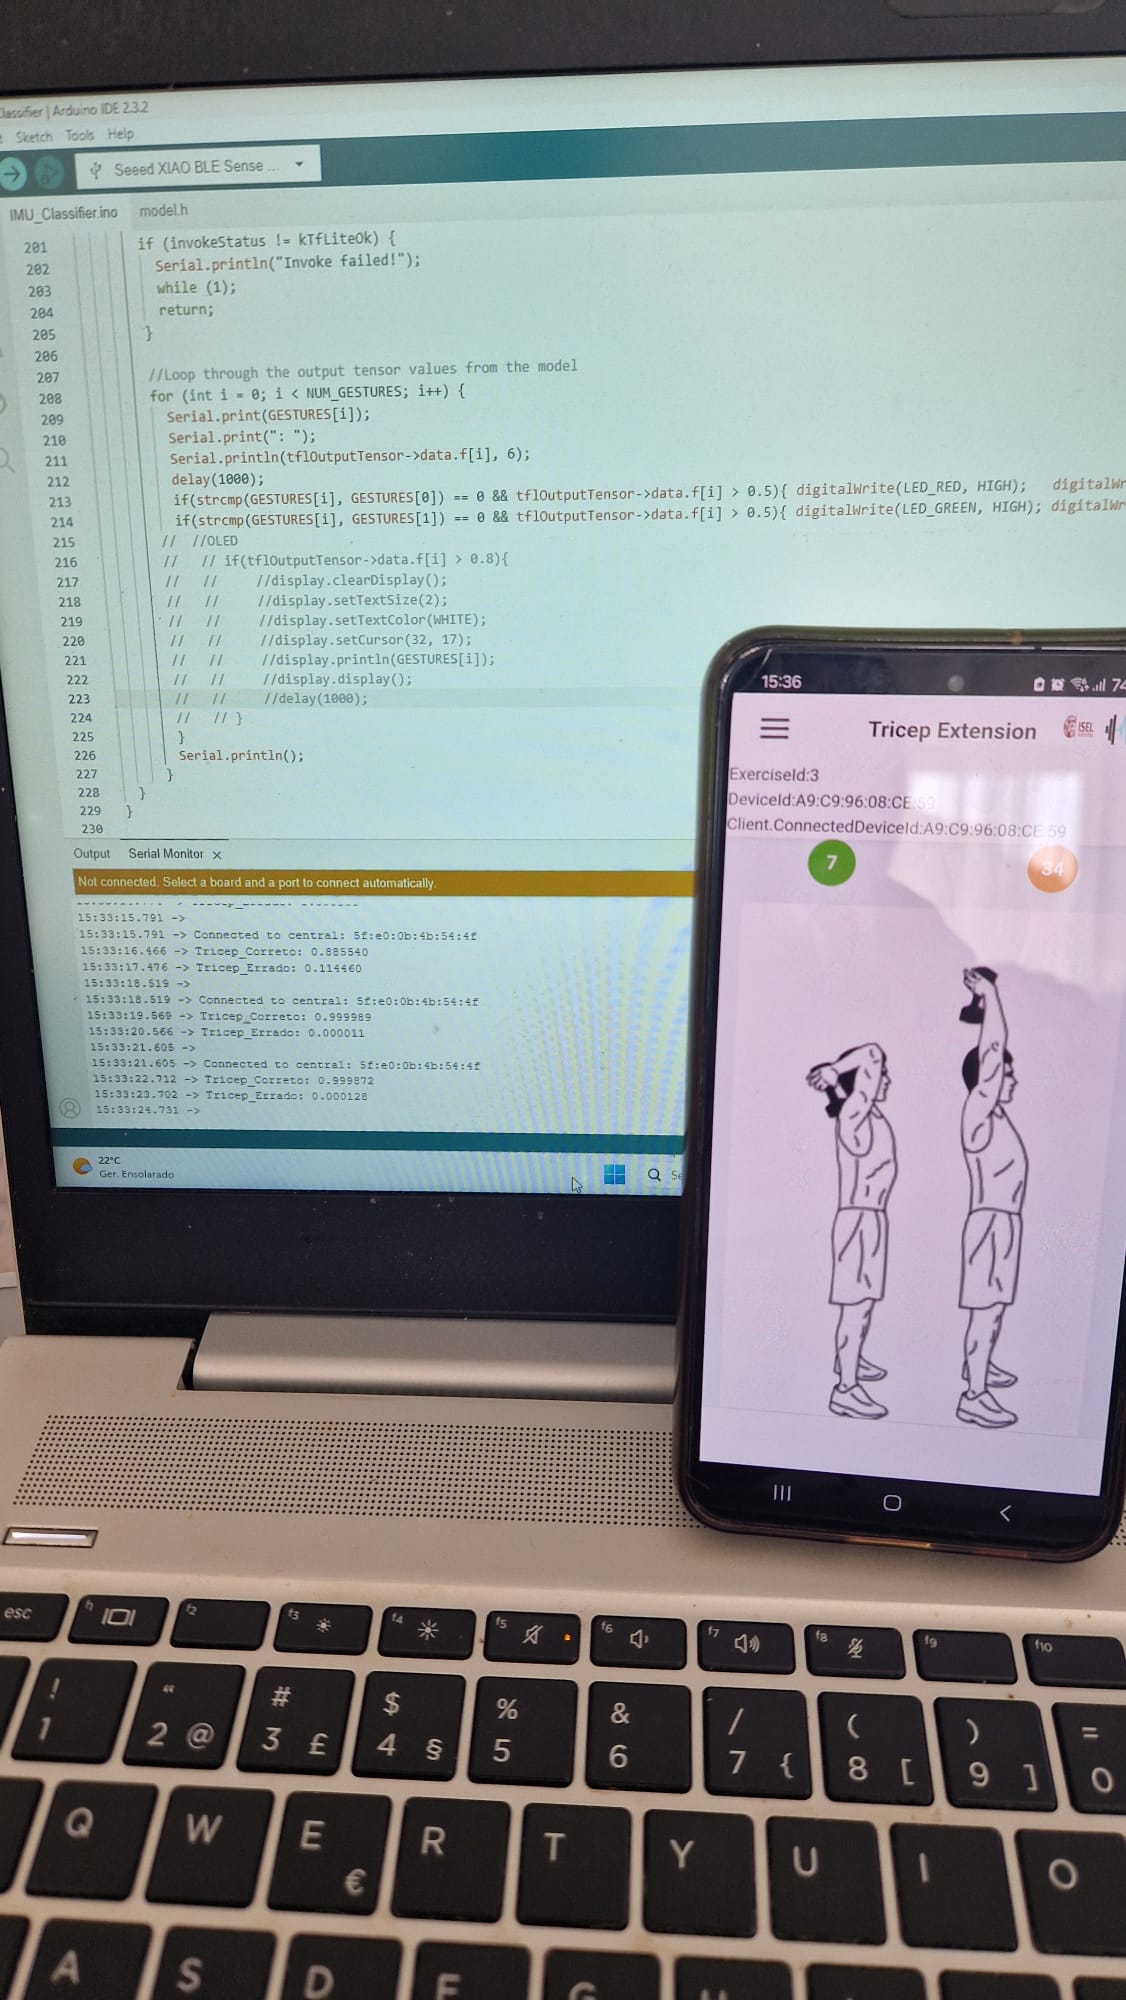 lassifier | Arduino IDE 2.3.2
Sketch Tools Help
Seeed XIAO BLE Sense ...
IMU_Classifier.ino model.h
201 if (invokeStatus != kTfLiteOk) {
202 Serial.println("Invoke failed!");
203 while (1);
204 return;
205 }
206
207 //Loop through the output tensor values from the model
208 for (int i = 0; i < NUM_GESTURES; i++) {
209 Serial.print(GESTURES[i]);
210 Serial.print(": ");
211 Serial.println(tflOutputTensor->data.f[i], 6);
212 delay(1000);
213 if(strcmp(GESTURES[i], GESTURES[0]) == 0 && tflOutputTensor->data.f[i] > 0.5){ digitalWrite(LED_RED, HIGH); digitalWr
214 if(strcmp(GESTURES[i], GESTURES[1]) == 0 && tflOutputTensor->data.f[i] > 0.5){ digitalWrite(LED_GREEN, HIGH); digitalWr
215 // //OLED
216 // // if(tflOutputTensor->data.f[i] > 0.8){
217 // // //display.clearDisplay();
218 // // //display.setTextSize(2);
219 // // //display.setTextColor(WHITE);
220 // // //display.setCursor(32, 17);
221 // // //display.println(GESTURES[i]);
222 // // //display.display();
223 // // //delay(1000);
224 // // }
225 }
226 Serial.println();
227 }
228 }
229 }
230
Output Serial Monitor x
Not connected. Select a board and a port to connect automatically.
15:33:15.791 ->
15:33:15.791 -> Connected to central: 5f:e0:0b:4b:54:4f
15:33:16.466 -> Tricep_Correto: 0.885540
15:33:17.476 -> Tricep_Errado: 0.114460
15:33:18.519 ->
15:33:18.519 -> Connected to central: 5f:e0:0b:4b:54:4f
15:33:19.569 -> Tricep_Correto: 0.999989
15:33:20.566 -> Tricep_Errado: 0.000011
15:33:21.605 ->
15:33:21.605 -> Connected to central: 5f:e0:0b:4b:54:4f
15:33:22.712 -> Tricep_Correto: 0.999872
15:33:23.702 -> Tricep_Errado: 0.000128
15:33:24.731 ->
22°C
Ger. Ensolarado
Se
15:36 74
Tricep Extension ISEL
ExerciseId:3
DeviceId:A9:C9:96:08:CE:59
Client.ConnectedDeviceId:A9:C9:96:08:CE:59
7 34
esc f1 f2 f3 f4 f5 f6 f7 f8 f9 f10
! “ # $ % & / ( ) =
1 2 @ 3 £ 4 § 5 6 7 { 8 [ 9 ] 0
Q W E € R T Y U I O
A S D F G